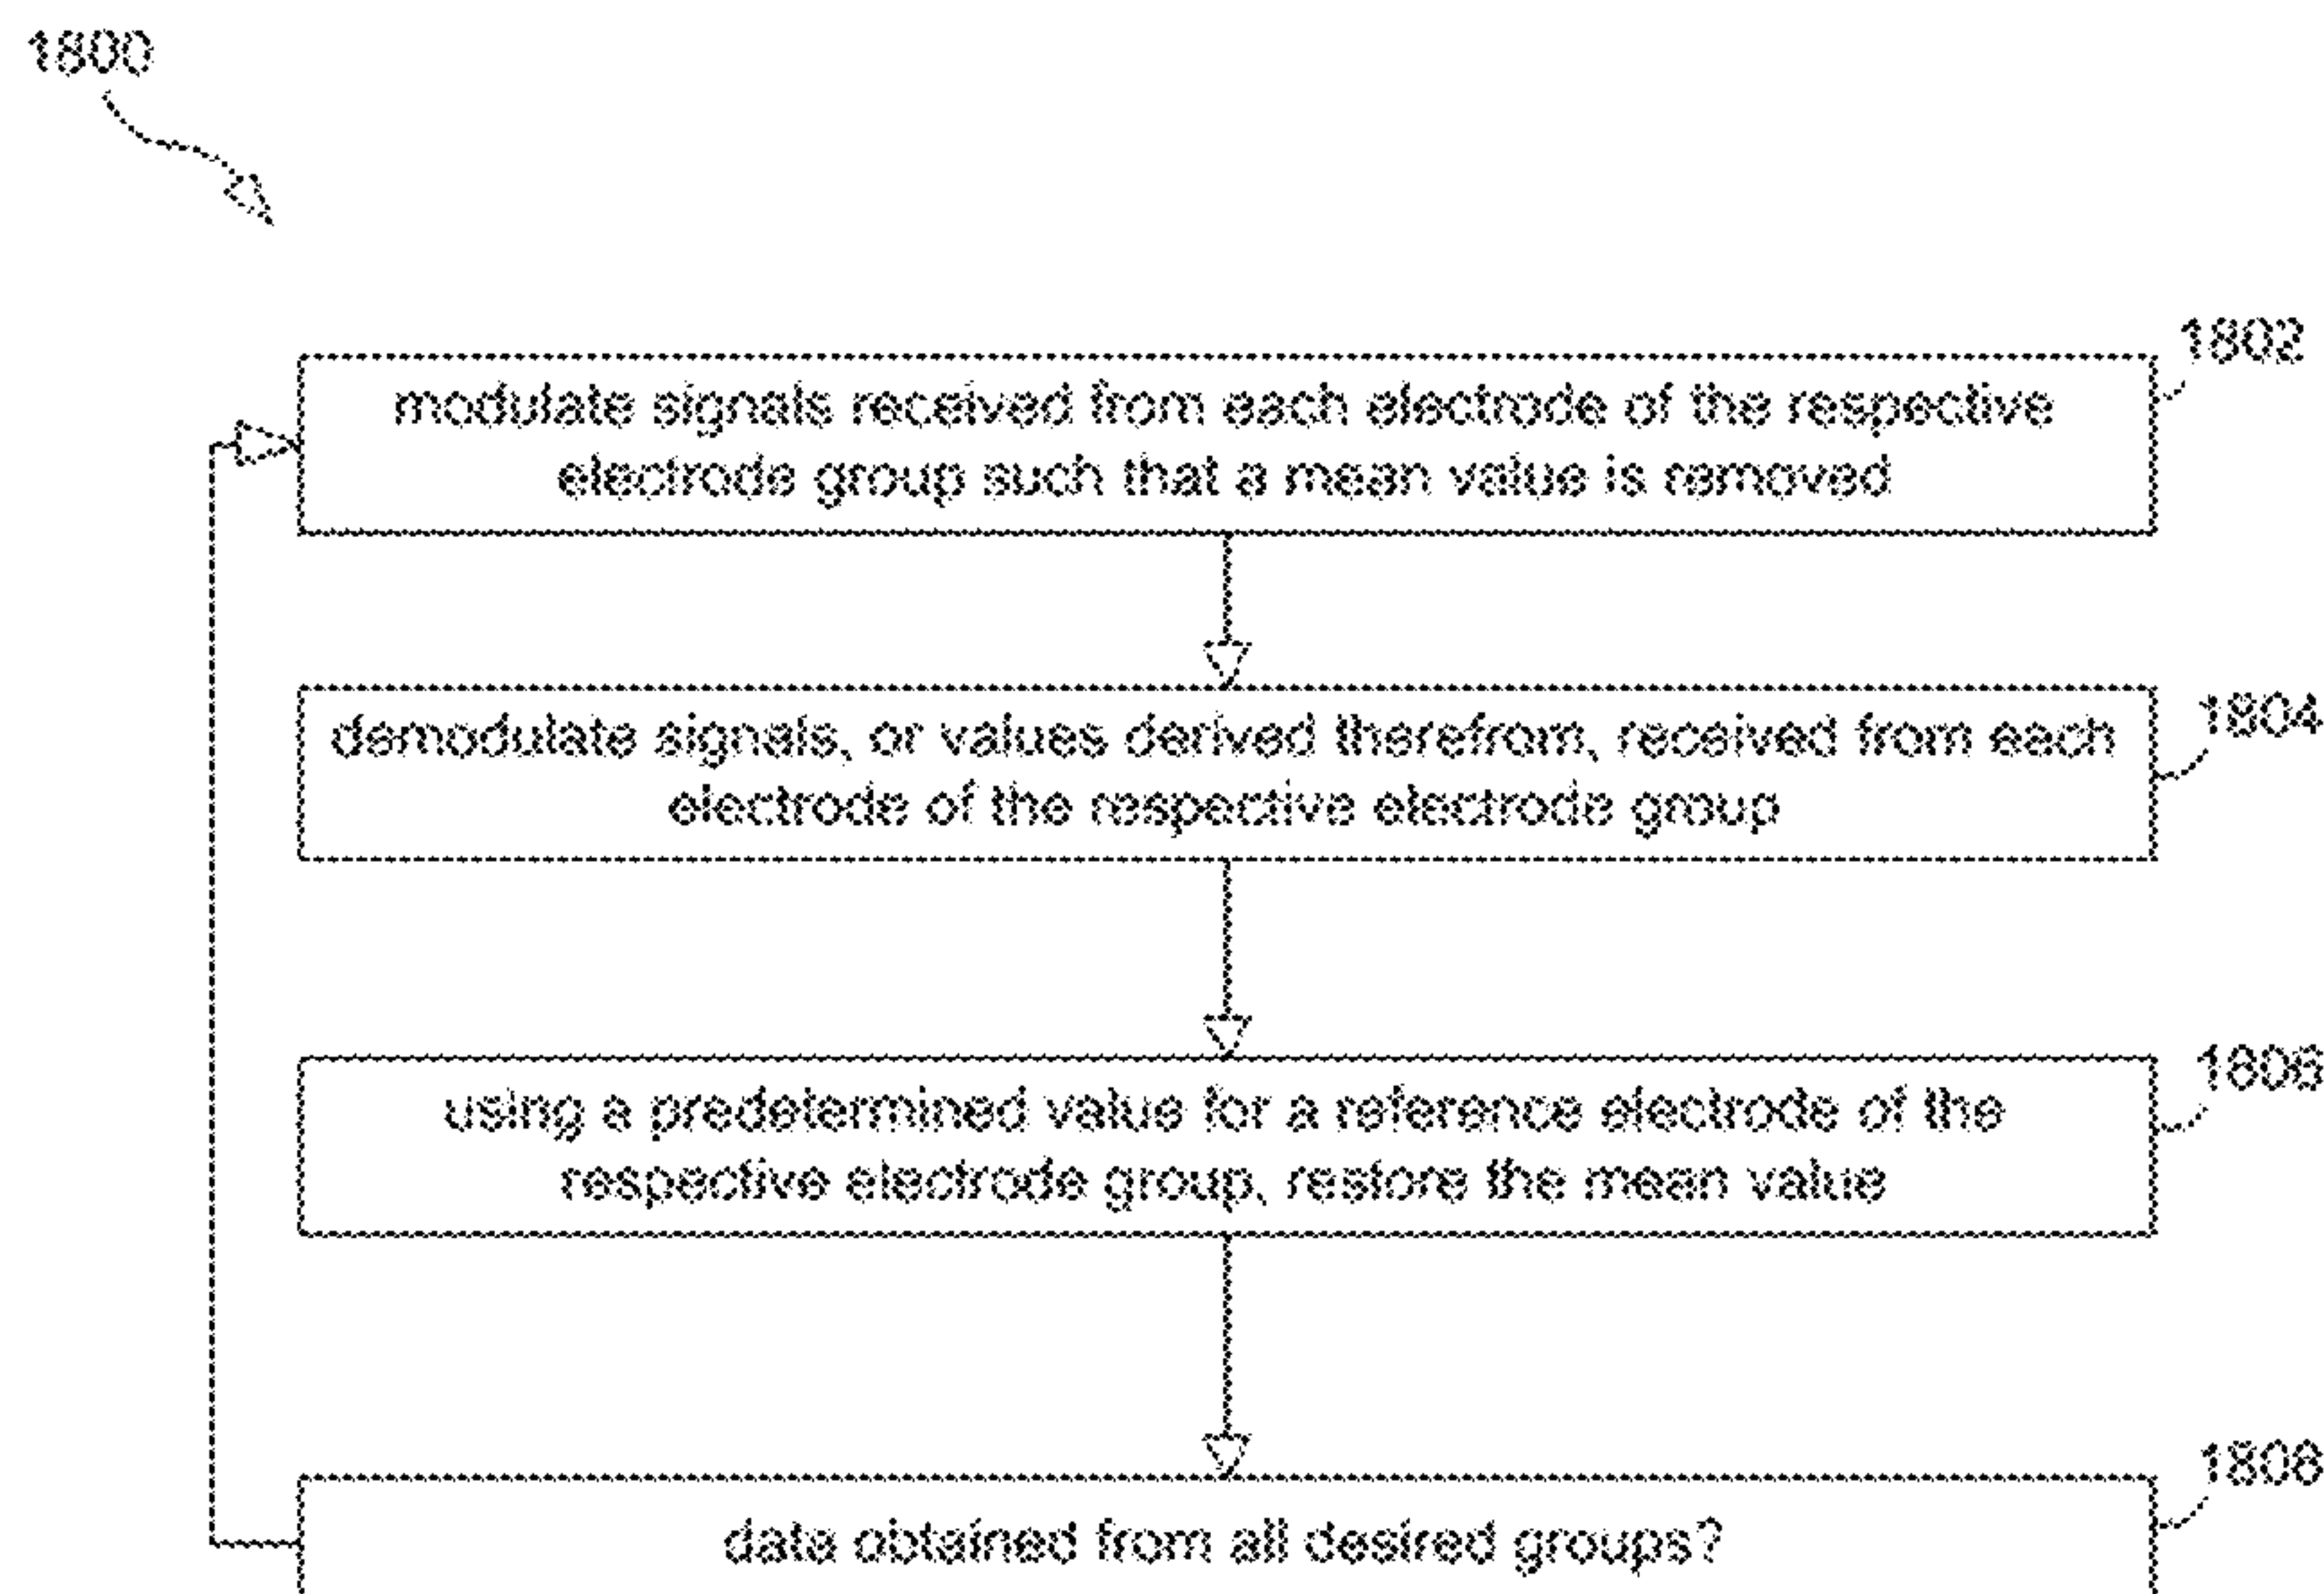 1800
1802
modulate signals received from each electrode of the respective
electrode group such that a mean value is removed
1804
demodulate signals, or values derived therefrom, received from each
electrode of the respective electrode group
1806
using a predetermined value for a reference electrode of the
respective electrode group, restore the mean value
1808
data obtained from all desired groups?